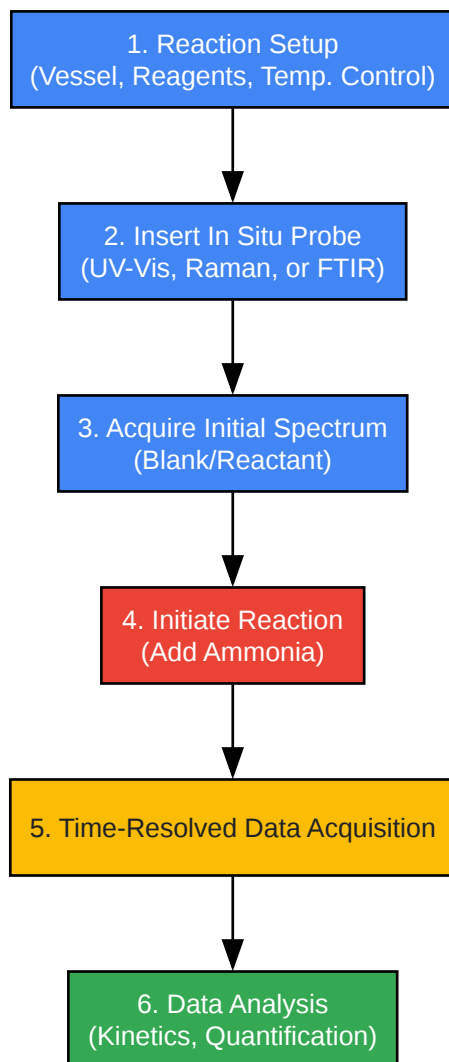 1. Reaction Setup
(Vessel, Reagents, Temp. Control)
2. Insert In Situ Probe
(UV-Vis, Raman, or FTIR)
3. Acquire Initial Spectrum
(Blank/Reactant)
4. Initiate Reaction
(Add Ammonia)
5. Time-Resolved Data Acquisition
6. Data Analysis
(Kinetics, Quantification)